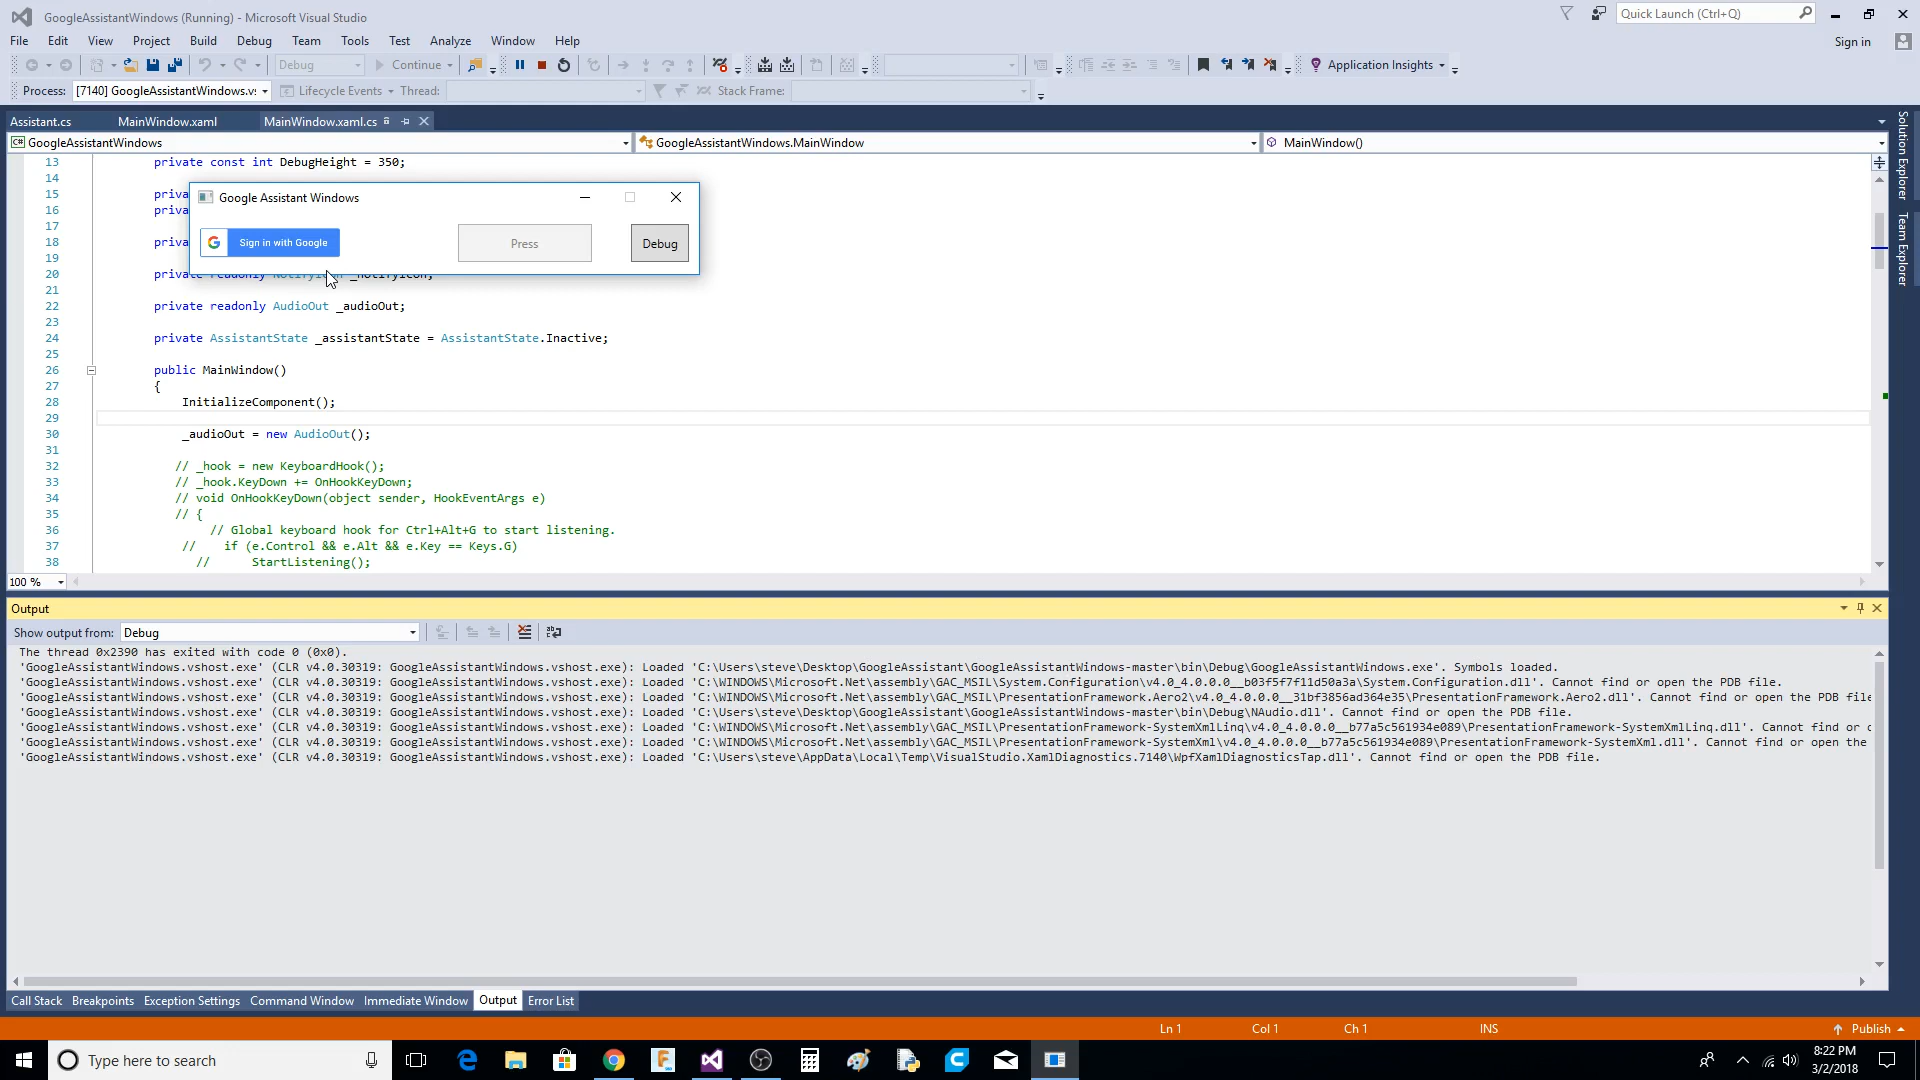 GoogleAssistantWindows (Running) - Microsoft Visual Studio
Quick Launch (Ctrl+Q)
File Edit View Project Build Debug Team Tools Test Analyze Window Help
Sign in
Debug Continue Application Insights
Process: [7140] GoogleAssistantWindows.vs Lifecycle Events Thread: Stack Frame:
Assistant.cs MainWindow.xaml MainWindow.xaml.cs
C# GoogleAssistantWindows GoogleAssistantWindows.MainWindow MainWindow()
Solution Explorer
Team Explorer
13 private const int DebugHeight = 350;
14
15 priva
16 priva
17
18 priva
19
20 private readonly NotifyIcon _notifyIcon;
21
22 private readonly AudioOut _audioOut;
23
24 private AssistantState _assistantState = AssistantState.Inactive;
25
26 public MainWindow()
27 {
28 InitializeComponent();
29
30 _audioOut = new AudioOut();
31
32 // _hook = new KeyboardHook();
33 // _hook.KeyDown += OnHookKeyDown;
34 // void OnHookKeyDown(object sender, HookEventArgs e)
35 // {
36 // Global keyboard hook for Ctrl+Alt+G to start listening.
37 // if (e.Control && e.Alt && e.Key == Keys.G)
38 // StartListening();
Google Assistant Windows
Sign in with Google Press Debug
100 %
Output
Show output from: Debug
The thread 0x2390 has exited with code 0 (0x0).
'GoogleAssistantWindows.vshost.exe' (CLR v4.0.30319: GoogleAssistantWindows.vshost.exe): Loaded 'C:\Users\steve\Desktop\GoogleAssistant\GoogleAssistantWindows-master\bin\Debug\GoogleAssistantWindows.exe'. Symbols loaded.
'GoogleAssistantWindows.vshost.exe' (CLR v4.0.30319: GoogleAssistantWindows.vshost.exe): Loaded 'C:\WINDOWS\Microsoft.Net\assembly\GAC_MSIL\System.Configuration\v4.0_4.0.0.0__b03f5f7f11d50a3a\System.Configuration.dll'. Cannot find or open the PDB file.
'GoogleAssistantWindows.vshost.exe' (CLR v4.0.30319: GoogleAssistantWindows.vshost.exe): Loaded 'C:\WINDOWS\Microsoft.Net\assembly\GAC_MSIL\PresentationFramework.Aero2\v4.0_4.0.0.0__31bf3856ad364e35\PresentationFramework.Aero2.dll'. Cannot find or open the PDB file
'GoogleAssistantWindows.vshost.exe' (CLR v4.0.30319: GoogleAssistantWindows.vshost.exe): Loaded 'C:\Users\steve\Desktop\GoogleAssistant\GoogleAssistantWindows-master\bin\Debug\NAudio.dll'. Cannot find or open the PDB file.
'GoogleAssistantWindows.vshost.exe' (CLR v4.0.30319: GoogleAssistantWindows.vshost.exe): Loaded 'C:\WINDOWS\Microsoft.Net\assembly\GAC_MSIL\PresentationFramework-SystemXmlLinq\v4.0_4.0.0.0__b77a5c561934e089\PresentationFramework-SystemXmlLinq.dll'. Cannot find or o
'GoogleAssistantWindows.vshost.exe' (CLR v4.0.30319: GoogleAssistantWindows.vshost.exe): Loaded 'C:\WINDOWS\Microsoft.Net\assembly\GAC_MSIL\PresentationFramework-SystemXml\v4.0_4.0.0.0__b77a5c561934e089\PresentationFramework-SystemXml.dll'. Cannot find or open the
'GoogleAssistantWindows.vshost.exe' (CLR v4.0.30319: GoogleAssistantWindows.vshost.exe): Loaded 'C:\Users\steve\AppData\Local\Temp\VisualStudio.XamlDiagnostics.7140\WpfXamlDiagnosticsTap.dll'. Cannot find or open the PDB file.
Call Stack Breakpoints Exception Settings Command Window Immediate Window Output Error List
Ln 1 Col 1 Ch 1 INS Publish
Type here to search
8:22 PM
3/2/2018